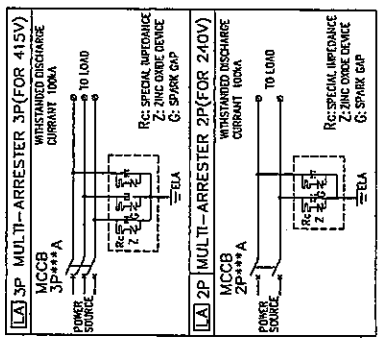 LA 3P MULTI-ARRESTER 3P(FOR 415V)
MCCB
3P***A
WITHSTANDED DISCHARGE
CURRANT 100KA
POWER
SOURCE
TO LOAD
Rc
Z
G
ELA
Rc: SPECIAL IMPEDANCE
Z: ZINC OXIDE DEVICE
G: SPARK GAP
LA 2P MULTI-ARRESTER 2P(FOR 240V)
MCCB
2P***A
WITHSTANDED DISCHARGE
CURRANT 100KA
POWER
SOURCE
TO LOAD
Rc
Z
G
ELA
Rc: SPECIAL IMPEDANCE
Z: ZINC OXIDE DEVICE
G: SPARK GAP